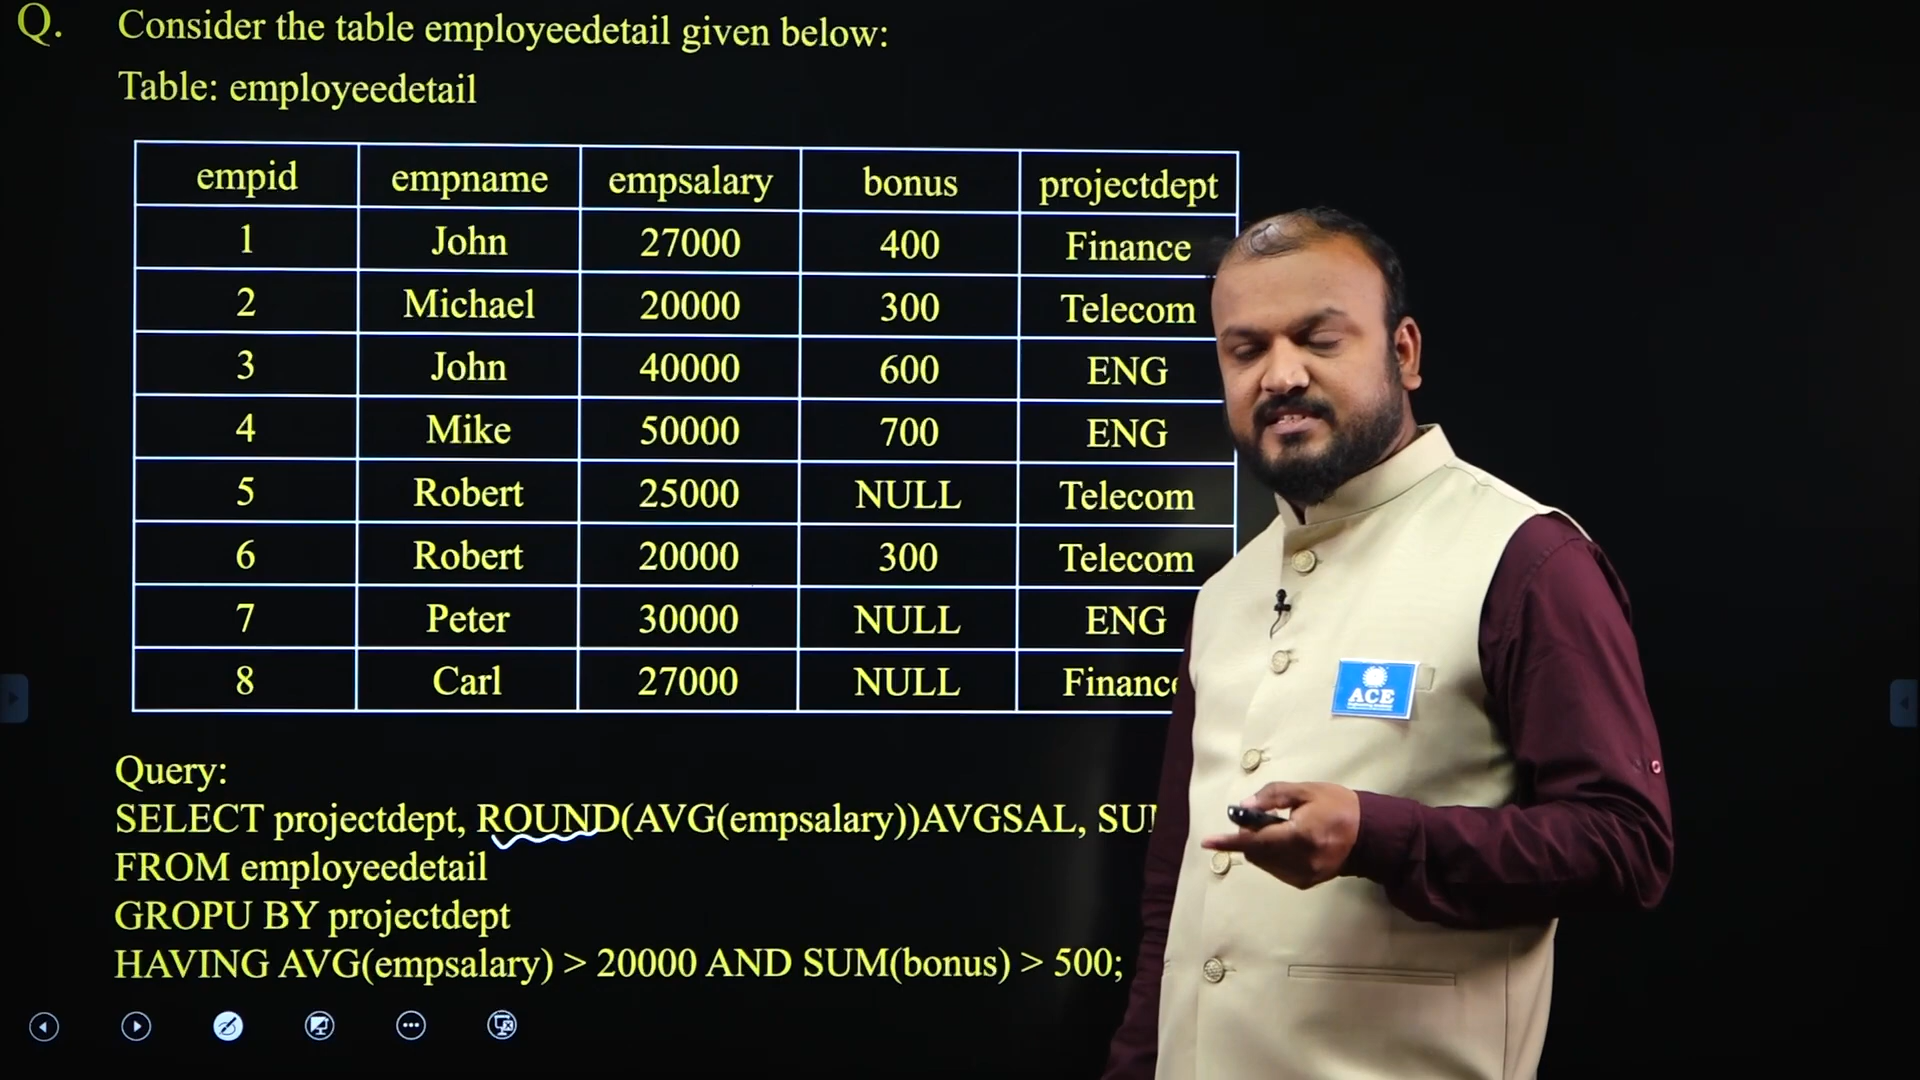 Q. Consider the table employeedetail given below:
Table: employeedetail
empid empname empsalary bonus projectdept
1 John 27000 400 Finance
2 Michael 20000 300 Telecom
3 John 40000 600 ENG
4 Mike 50000 700 ENG
5 Robert 25000 NULL Telecom
6 Robert 20000 300 Telecom
7 Peter 30000 NULL ENG
8 Carl 27000 NULL Finance
Query:
SELECT projectdept, ROUND(AVG(empsalary))AVGSAL,
FROM employeedetail
GROPU BY projectdept
HAVING AVG(empsalary) > 20000 AND SUM(bonus) > 500;
ACE